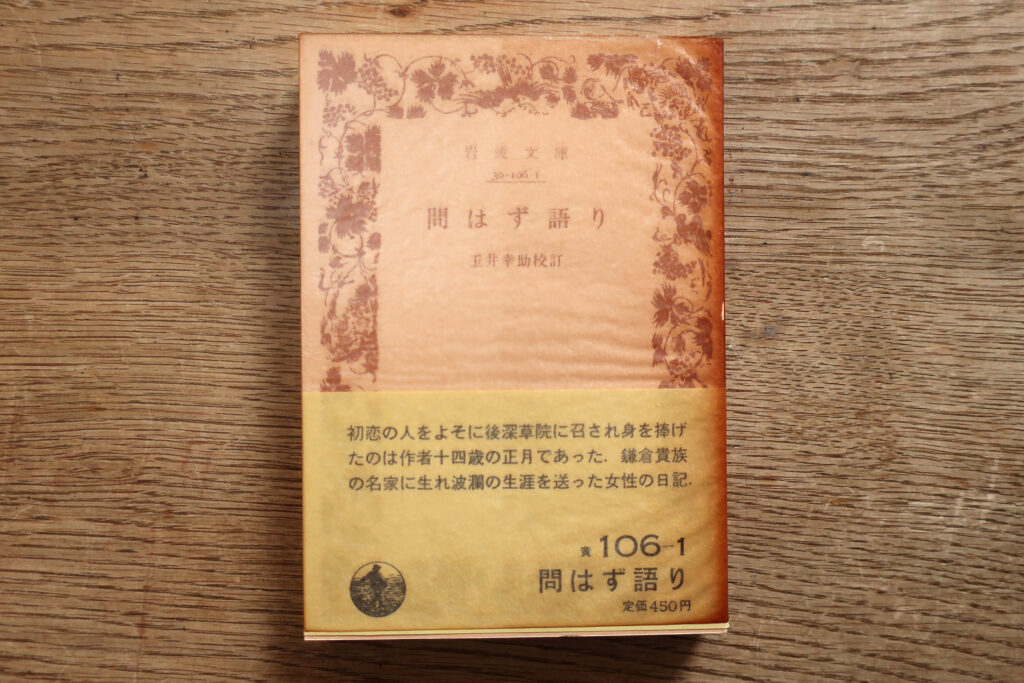 岩波文庫
30-106-1
問はず語り
玉井幸助校訂
初恋の人をよそに後深草院に召され身を捧げ
たのは作者十四歳の正月であった．鎌倉貴族
の名家に生れ波瀾の生涯を送った女性の日記．
黄 106-1
問はず語り
定価450円